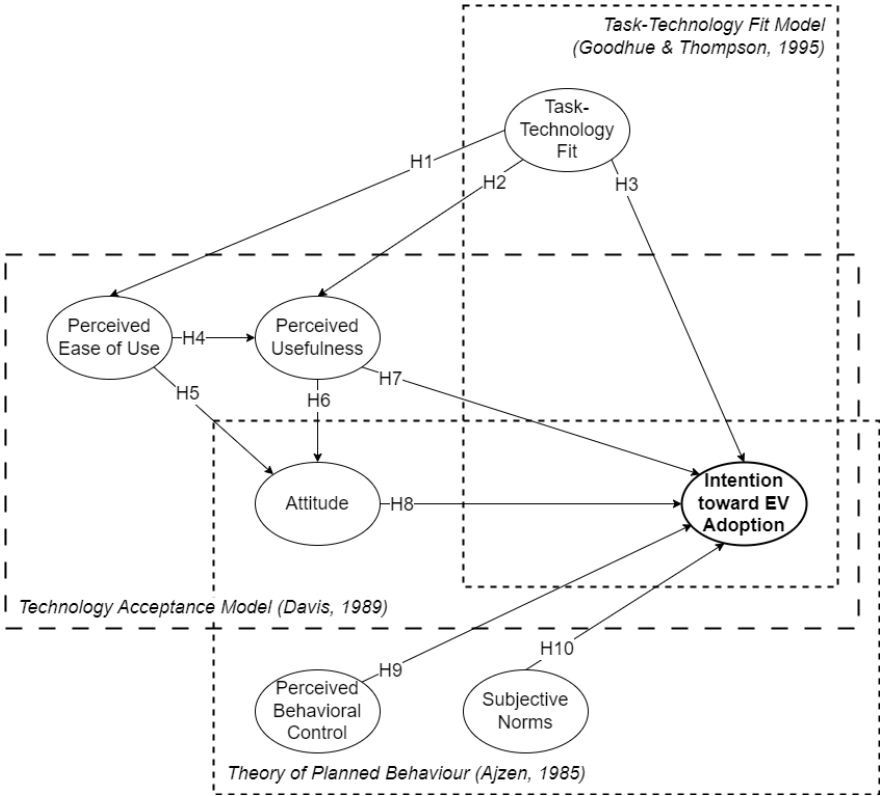 Task-Technology Fit Model
(Goodhue & Thompson, 1995)
Task-
Technology
Fit
H1
H2
H3
Perceived
Ease of Use
H4
Perceived
Usefulness
H5
H6
H7
Attitude
H8
Intention
toward EV
Adoption
Technology Acceptance Model (Davis, 1989)
H9
H10
Perceived
Behavioral
Control
Subjective
Norms
Theory of Planned Behaviour (Ajzen, 1985)